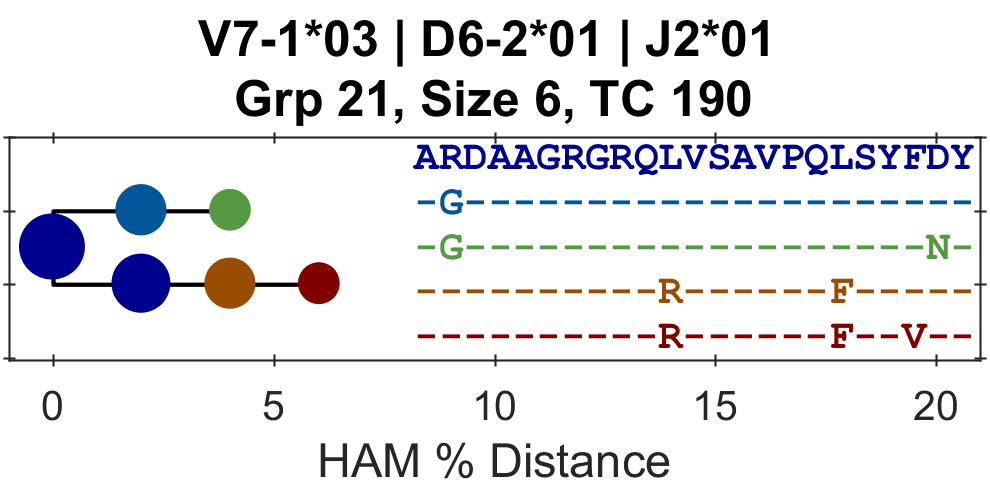 V7-1*03 | D6-2*01 | J2*01
Grp 21, Size 6, TC 190
ARDAAGRGRQLVSAVPQLSYFDY
-G---------------------
-G-------------------N-
----------R------F-----
----------R------F--V--
0 5 10 15 20
HAM % Distance